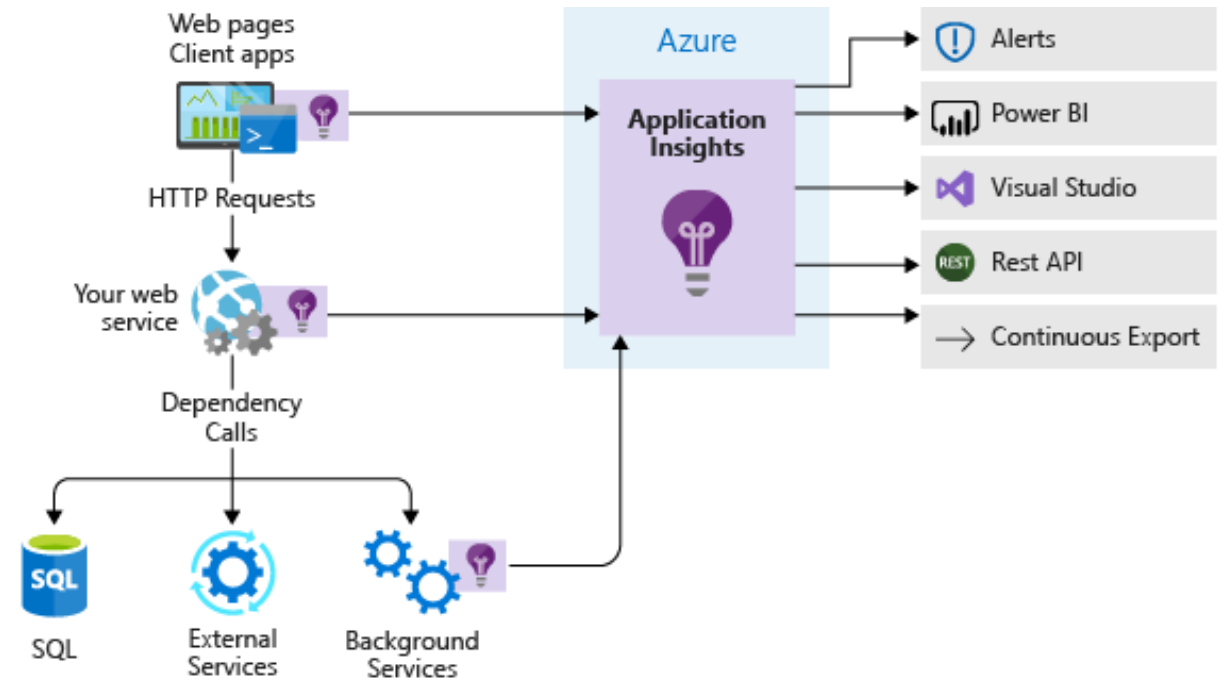 Web pages
Client apps
Azure
Alerts
Application
Insights
Power BI
>_
HTTP Requests
Visual Studio
Your web
service
REST
Rest API
Continuous Export
Dependency
Calls
SQL
SQL
External
Services
Background
Services